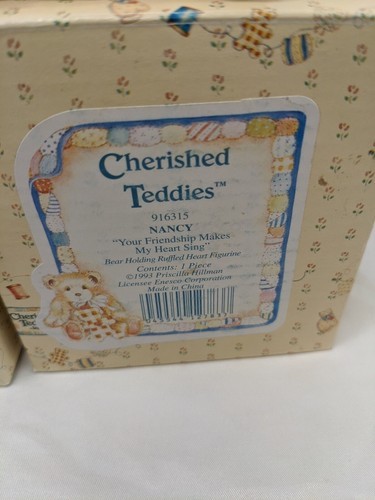 Cherished
Teddies™
916315
NANCY
"Your Friendship Makes
My Heart Sing"
Bear Holding Ruffled Heart Figurine
Contents: 1 Piece
©1993 Priscilla Hillman
Licensee Enesco Corporation
Made in China